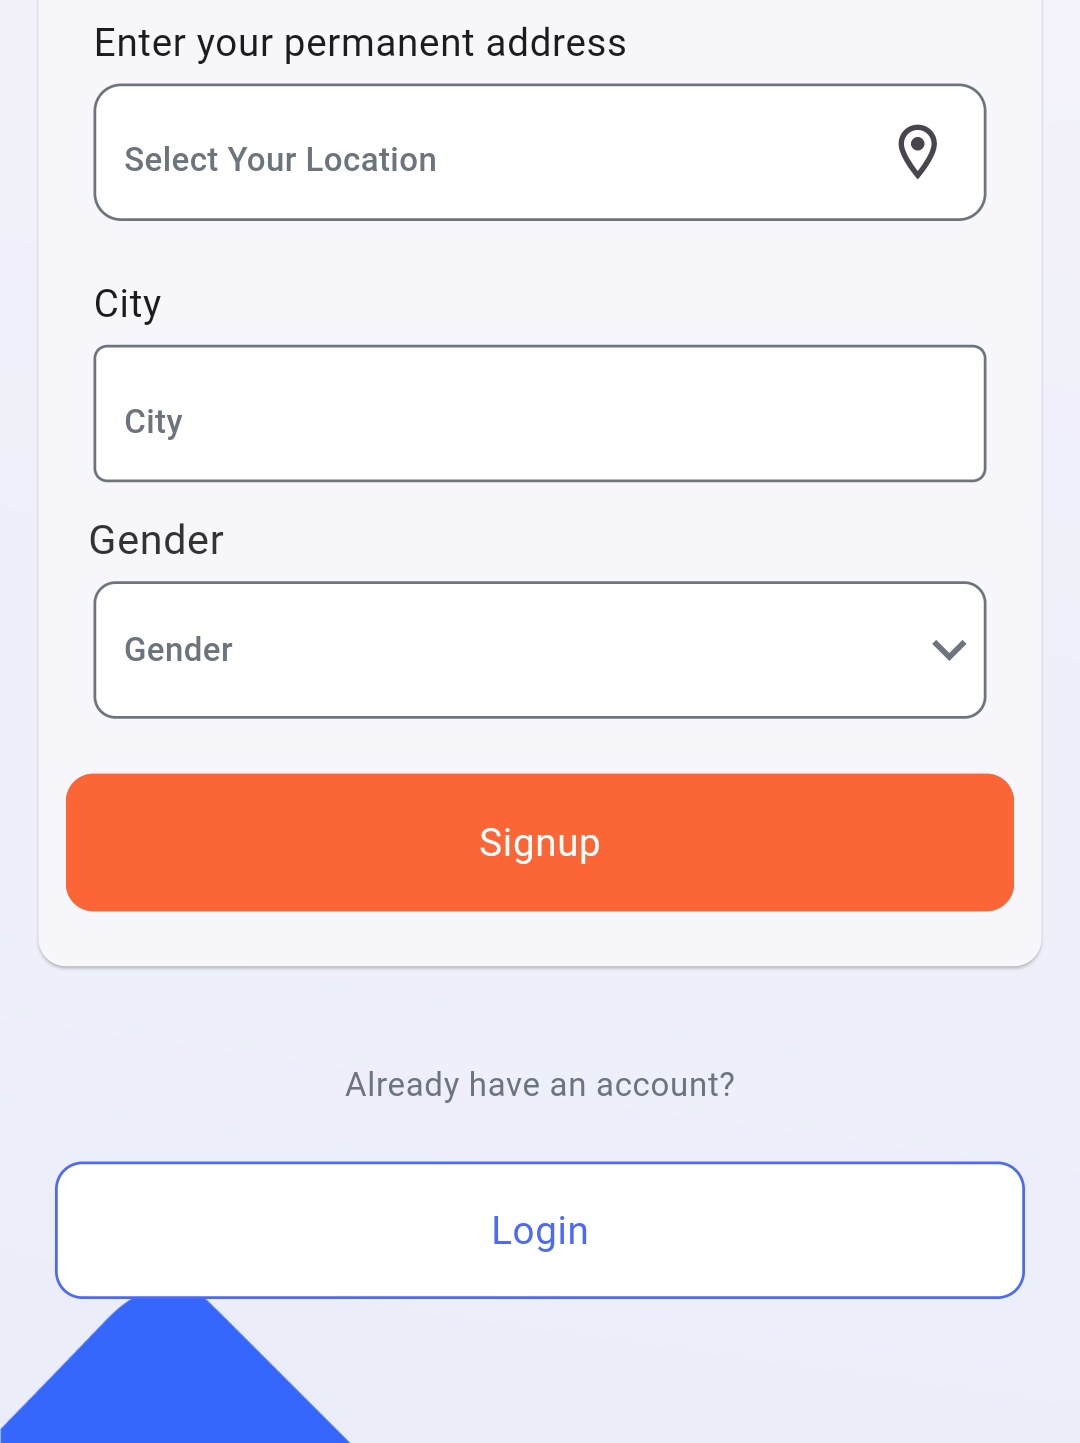 Enter your permanent address
Select Your Location
City
City
Gender
Gender
Signup
Already have an account?
Login